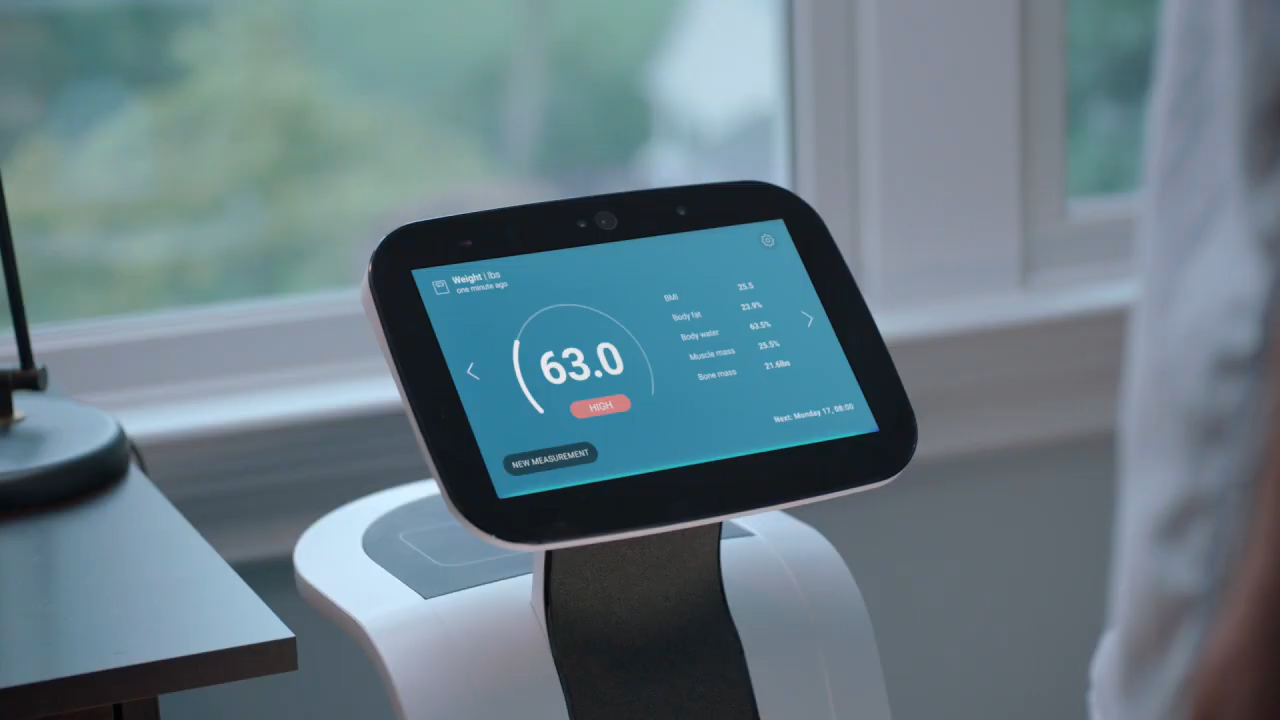 Weight | lbs
one minute ago
63.0
HIGH
NEW MEASUREMENT
BMI 25.5
Body fat 23.9%
Body water 63.5%
Muscle mass 25.5%
Bone mass 21.6lbs
Next: Monday 17, 08:00